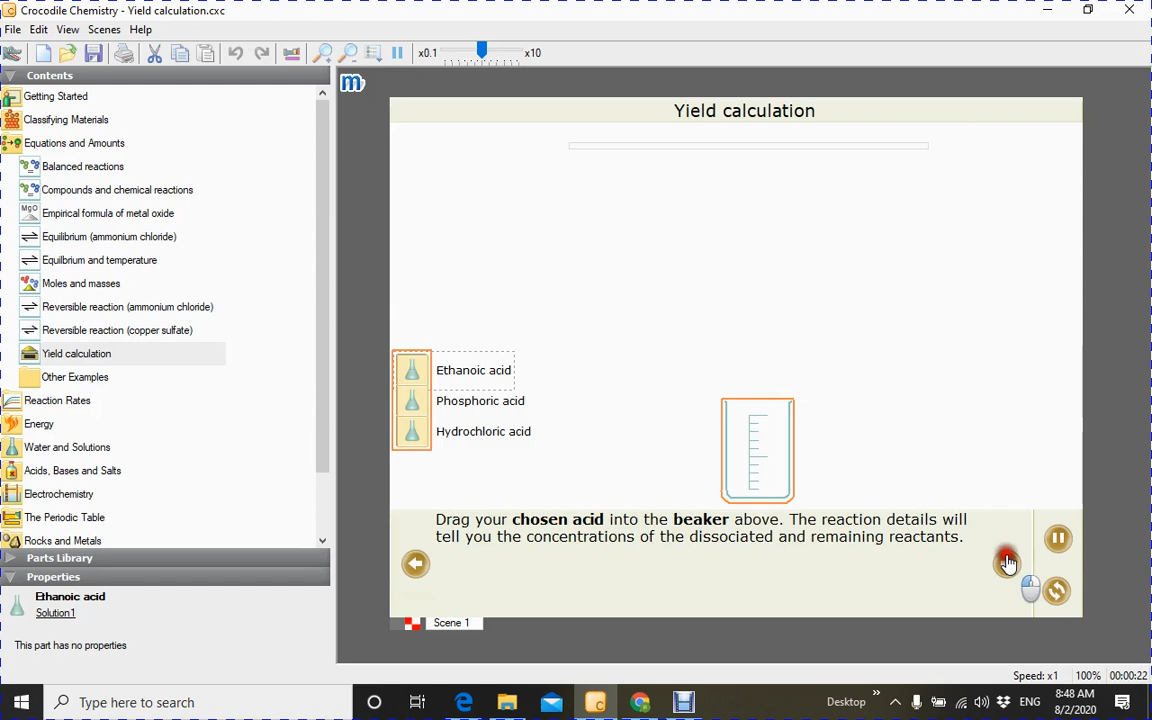 Crocodile Chemistry - Yield calculation.cxc
File Edit View Scenes Help
x0.1 x10
Contents
Getting Started
Classifying Materials
Equations and Amounts
Balanced reactions
Compounds and chemical reactions
MgO
Empirical formula of metal oxide
Equilibrium (ammonium chloride)
Equilbrium and temperature
Moles and masses
Reversible reaction (ammonium chloride)
Reversible reaction (copper sulfate)
Yield calculation
Other Examples
Reaction Rates
Energy
Water and Solutions
Acids, Bases and Salts
Electrochemistry
The Periodic Table
Rocks and Metals
Parts Library
Properties
Ethanoic acid
Solution1
This part has no properties
m
Yield calculation
Ethanoic acid
Phosphoric acid
Hydrochloric acid
Drag your chosen acid into the beaker above. The reaction details will
tell you the concentrations of the dissociated and remaining reactants.
Scene 1
Speed: x1 100% 00:00:22
Type here to search
Desktop
ENG
8:48 AM
8/2/2020